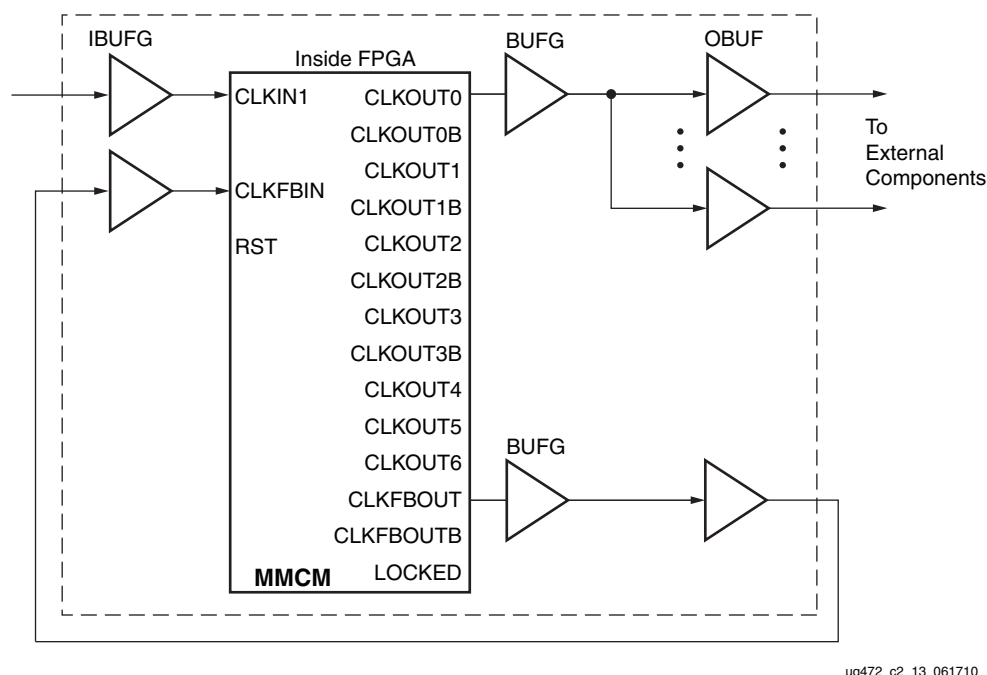 IBUFG
BUFG
OBUF
Inside FPGA
CLKIN1
CLKOUT0
CLKOUT0B
To
External
Components
CLKOUT1
CLKFBIN
CLKOUT1B
RST
CLKOUT2
CLKOUT2B
CLKOUT3
CLKOUT3B
CLKOUT4
CLKOUT5
BUFG
CLKOUT6
CLKFBOUT
CLKFBOUTB
MMCM
LOCKED
ug472_c2_13_061710